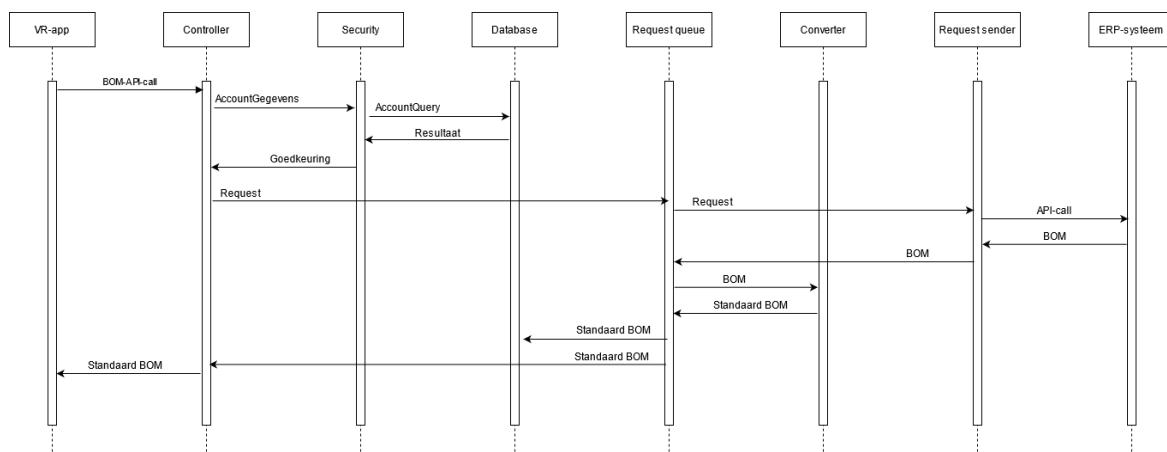 VR-app
Controller
Security
Database
Request queue
Converter
Request sender
ERP-systeem
BOM-API-call
AccountGegevens
AccountQuery
Resultaat
Goedkeuring
Request
Request
API-call
BOM
BOM
BOM
Standaard BOM
Standaard BOM
Standaard BOM
Standaard BOM